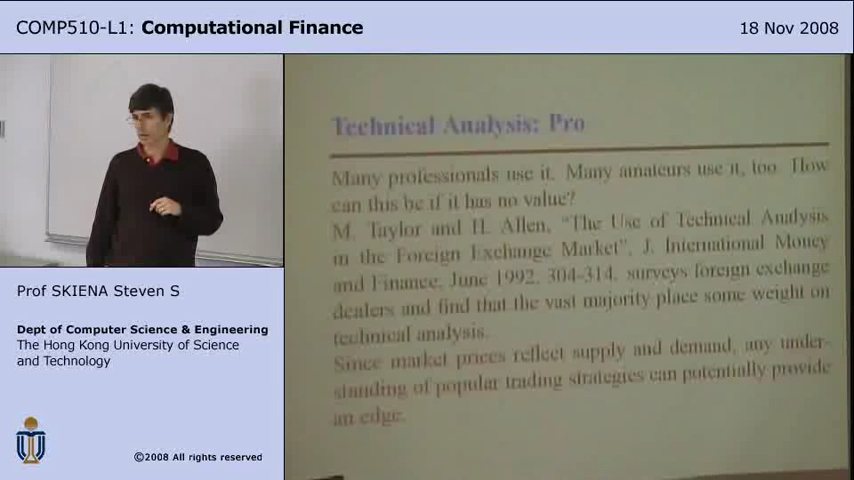 COMP510-L1: Computational Finance
18 Nov 2008
Technical Analysis: Pro
Many professionals use it. Many amateurs use it, too. How
can this be if it has no value?
M. Taylor and H. Allen, "The Use of Technical Analysis
in the Foreign Exchange Market", J. International Money
and Finance, June 1992, 304-314, surveys foreign exchange
dealers and find that the vast majority place some weight on
technical analysis.
Since market prices reflect supply and demand, any under-
standing of popular trading strategies can potentially provide
an edge.
Prof SKIENA Steven S
Dept of Computer Science & Engineering
The Hong Kong University of Science
and Technology
©2008 All rights reserved